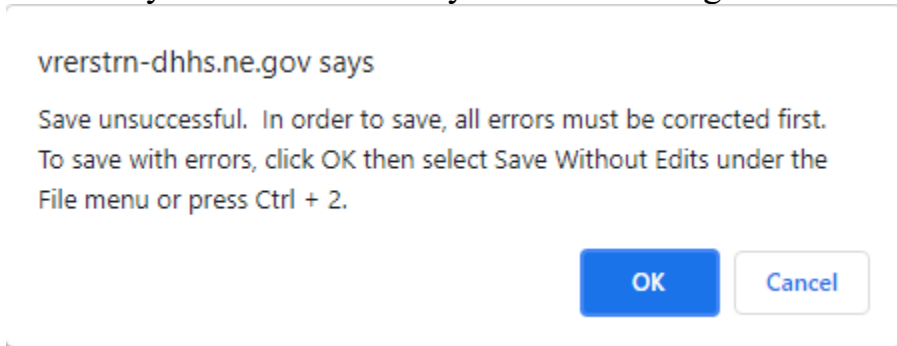 vrerstrn-dhhs.ne.gov says
Save unsuccessful.  In order to save, all errors must be corrected first.
To save with errors, click OK then select Save Without Edits under the
File menu or press Ctrl + 2.
OK
Cancel